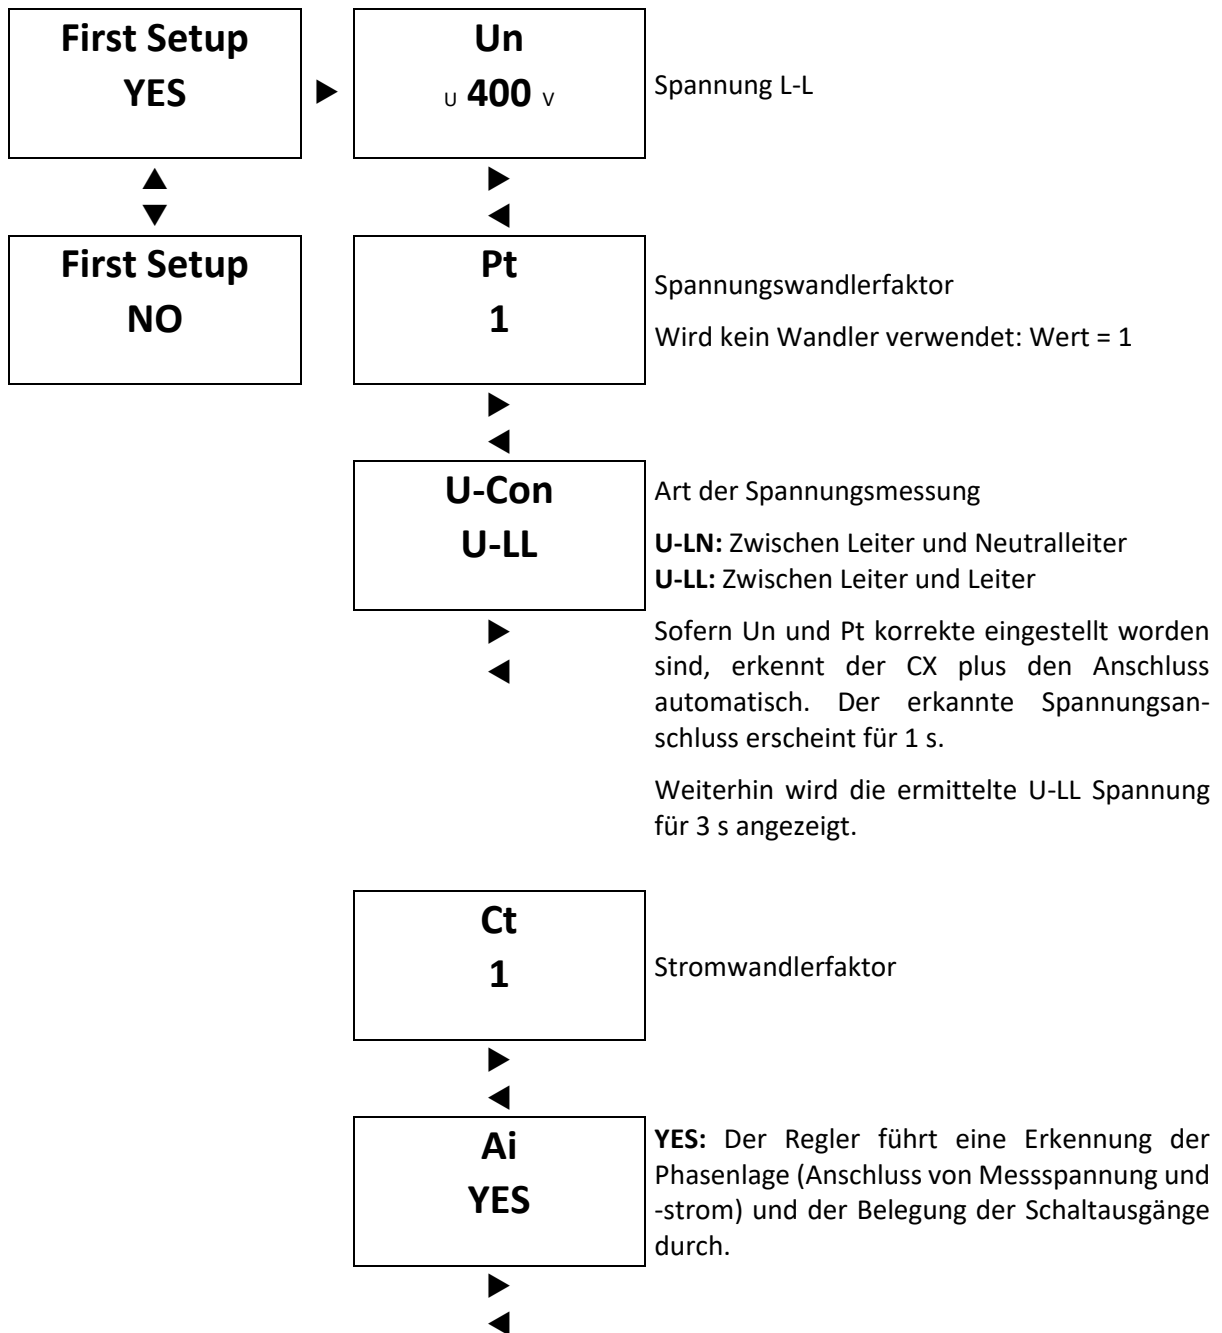 First Setup
YES
Un
U 400 V
Spannung L-L
First Setup
NO
Pt
1
Spannungswandlerfaktor
Wird kein Wandler verwendet: Wert = 1
U-Con
U-LL
Art der Spannungsmessung
U-LN: Zwischen Leiter und Neutralleiter
U-LL: Zwischen Leiter und Leiter
Sofern Un und Pt korrekte eingestellt worden
sind, erkennt der CX plus den Anschluss
automatisch. Der erkannte Spannungsan-
schluss erscheint für 1 s.
Weiterhin wird die ermittelte U-LL Spannung
für 3 s angezeigt.
Ct
1
Stromwandlerfaktor
Ai
YES
YES: Der Regler führt eine Erkennung der
Phasenlage (Anschluss von Messspannung und
-strom) und der Belegung der Schaltausgänge
durch.